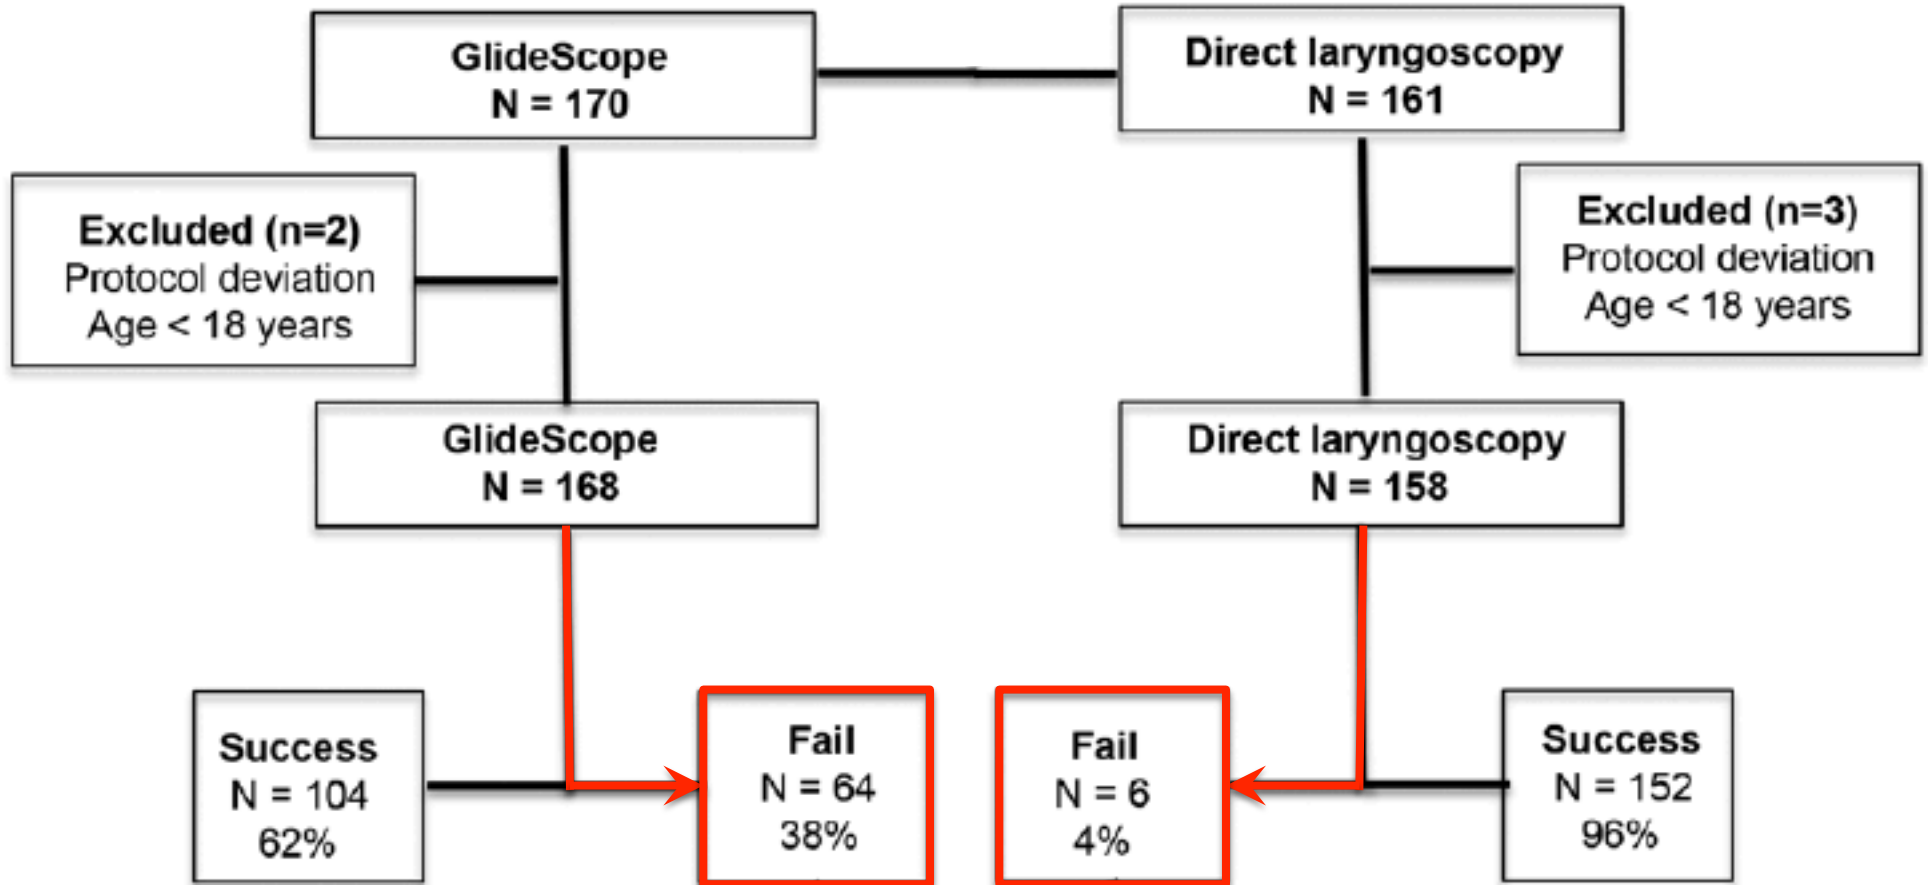 GlideScope
N = 170
Direct laryngoscopy
N = 161
Excluded (n=2)
Protocol deviation
Age < 18 years
Excluded (n=3)
Protocol deviation
Age < 18 years
GlideScope
N = 168
Direct laryngoscopy
N = 158
Success
N = 104
62%
Fail
N = 64
38%
Fail
N = 6
4%
Success
N = 152
96%